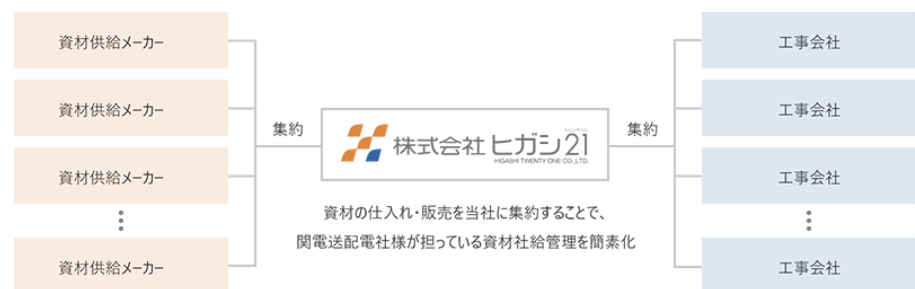 資材供給メーカー
資材供給メーカー
資材供給メーカー
資材供給メーカー
集約
株式会社 ヒガシ21
HIGASHI TWENTY ONE CO.,LTD.
集約
資材の仕入れ・販売を当社に集約することで、
関電送配電社様が担っている資材社給管理を簡素化
工事会社
工事会社
工事会社
工事会社